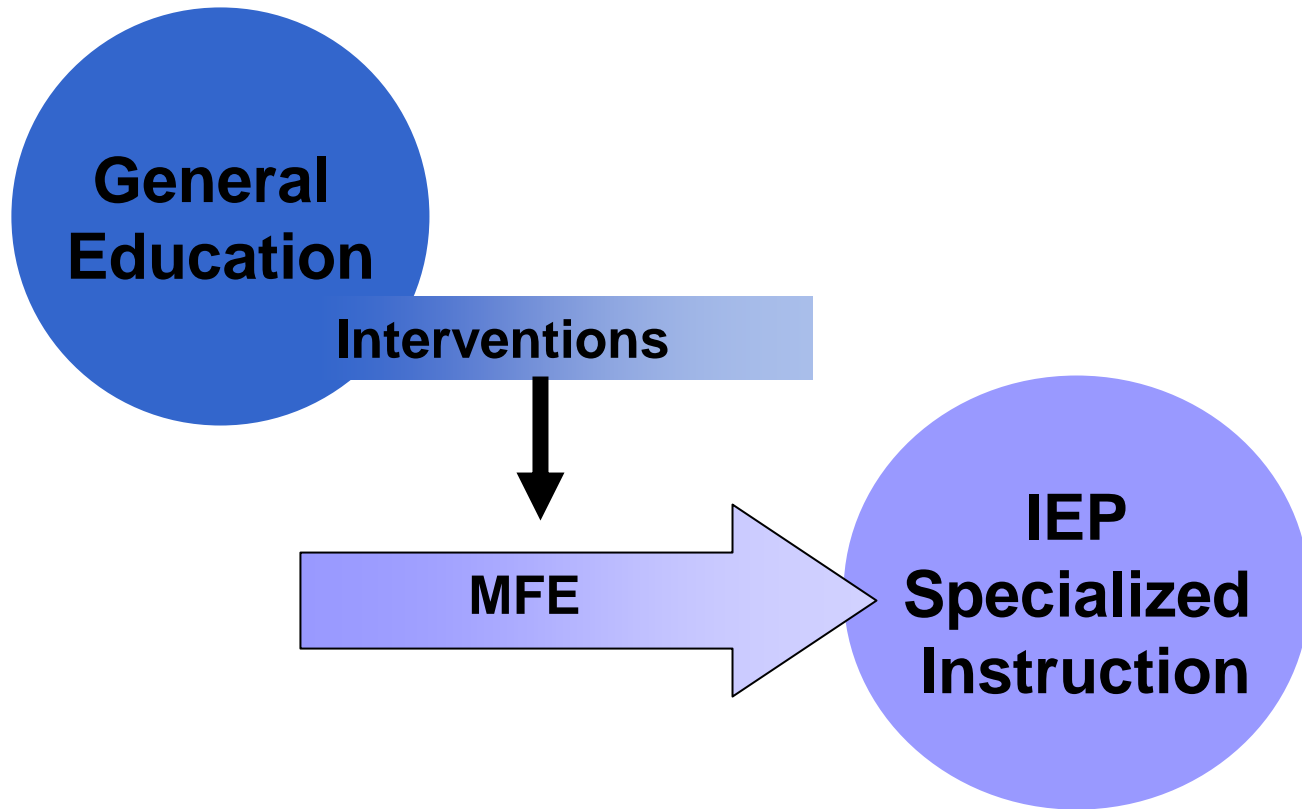 General
Education
Interventions
MFE
IEP
Specialized
Instruction